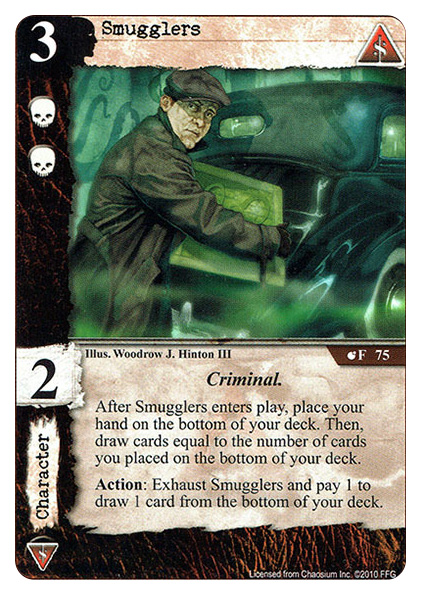 3
Smugglers
$
Illus. Woodrow J. Hinton III
F 75
2
Criminal.
After Smugglers enters play, place your
hand on the bottom of your deck. Then,
draw cards equal to the number of cards
you placed on the bottom of your deck.
Action: Exhaust Smugglers and pay 1 to
draw 1 card from the bottom of your deck.
Character
$
Licensed from Chaosium Inc. ©2010 FFG